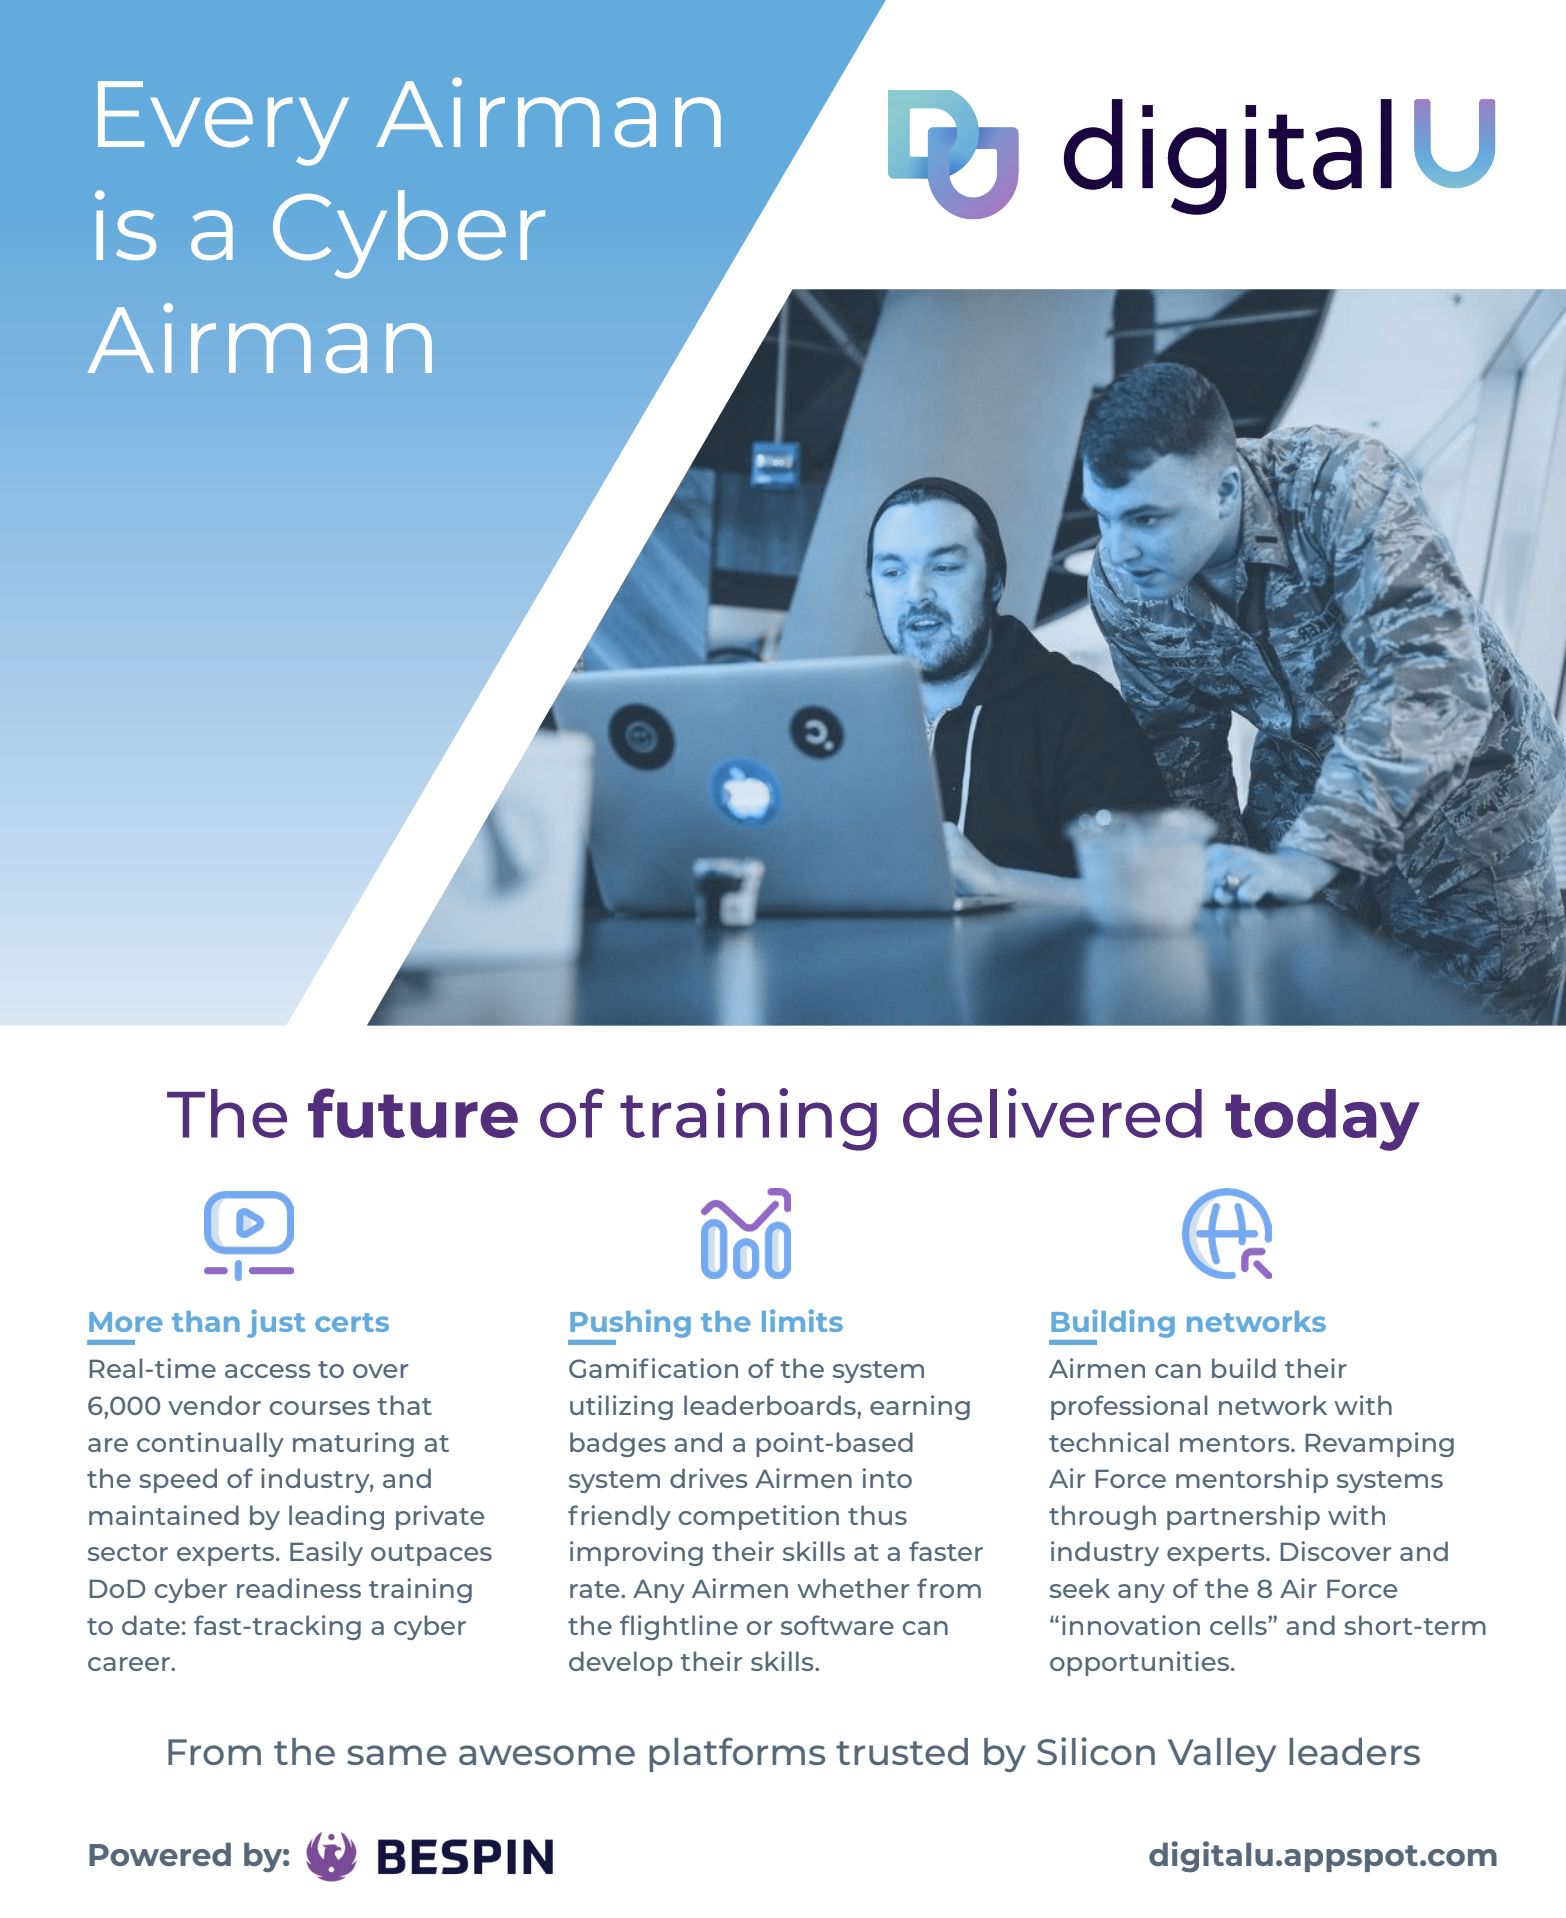 Every Airman
is a Cyber
Airman
DU digitalU
The future of training delivered today
More than just certs
Real-time access to over
6,000 vendor courses that
are continually maturing at
the speed of industry, and
maintained by leading private
sector experts. Easily outpaces
DoD cyber readiness training
to date: fast-tracking a cyber
career.
Pushing the limits
Gamification of the system
utilizing leaderboards, earning
badges and a point-based
system drives Airmen into
friendly competition thus
improving their skills at a faster
rate. Any Airmen whether from
the flightline or software can
develop their skills.
Building networks
Airmen can build their
professional network with
technical mentors. Revamping
Air Force mentorship systems
through partnership with
industry experts. Discover and
seek any of the 8 Air Force
“innovation cells” and short-term
opportunities.
From the same awesome platforms trusted by Silicon Valley leaders
Powered by: BESPIN
digitalu.appspot.com